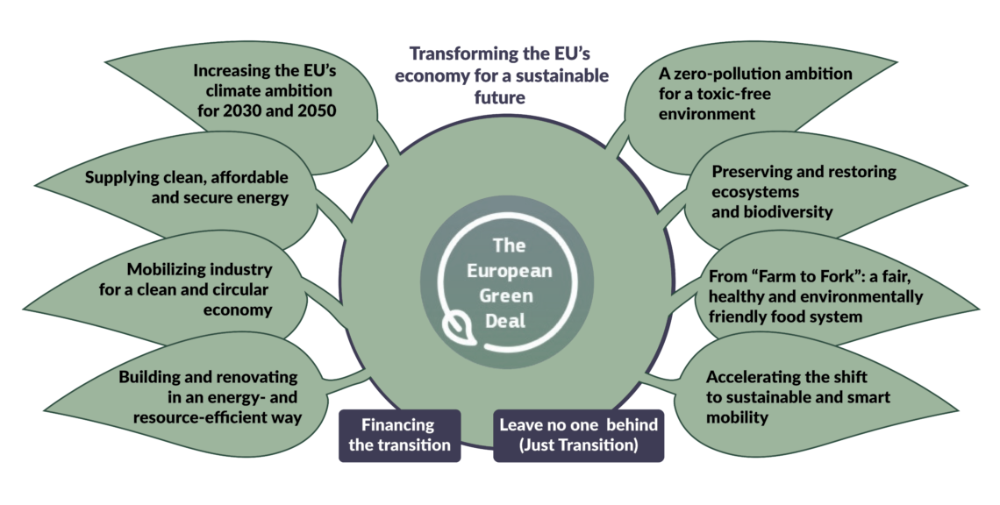 Transforming the EU’s
economy for a sustainable
future
Increasing the EU’s
climate ambition
for 2030 and 2050
Supplying clean, affordable
and secure energy
Mobilizing industry
for a clean and circular
economy
Building and renovating
in an energy- and
resource-efficient way
The
European
Green
Deal
A zero-pollution ambition
for a toxic-free
environment
Preserving and restoring
ecosystems
and biodiversity
From “Farm to Fork”: a fair,
healthy and environmentally
friendly food system
Accelerating the shift
to sustainable and smart
mobility
Financing
the transition
Leave no one behind
(Just Transition)